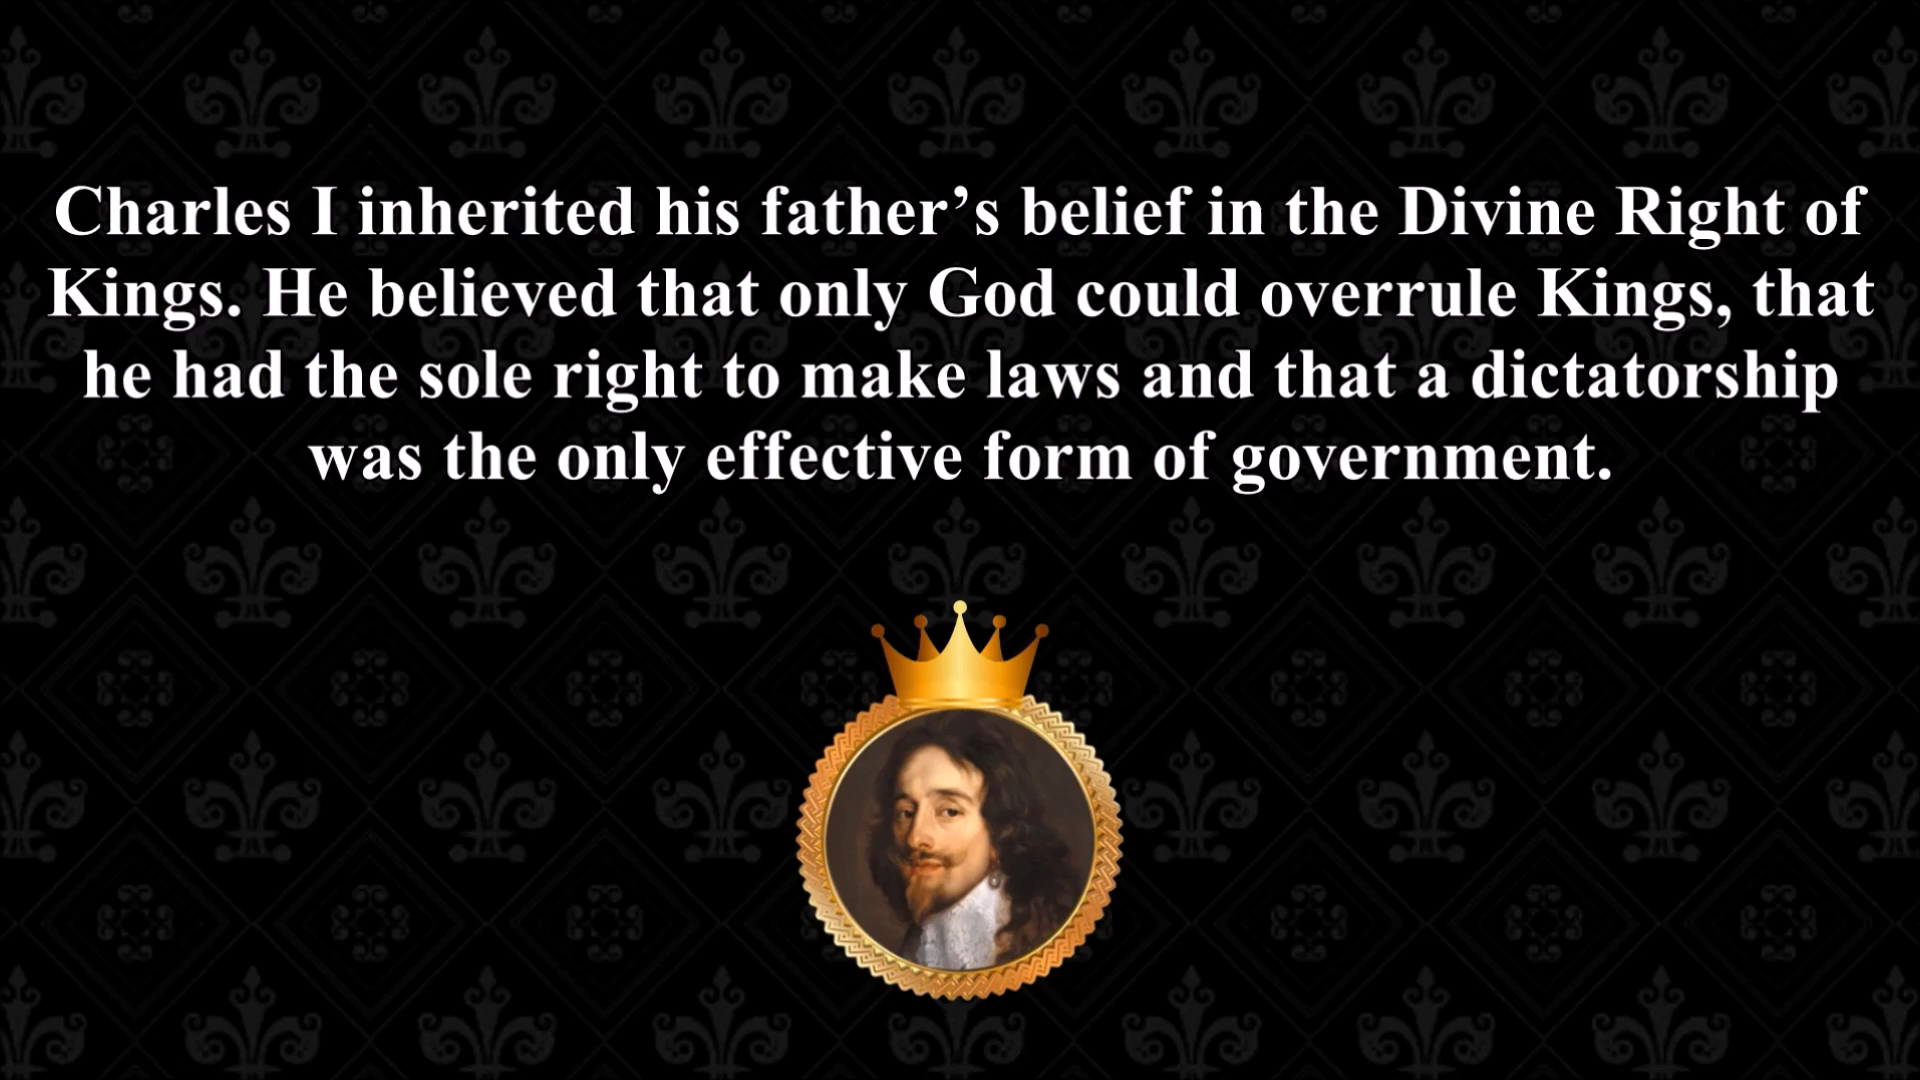 Charles I inherited his father’s belief in the Divine Right of
Kings. He believed that only God could overrule Kings, that
he had the sole right to make laws and that a dictatorship
was the only effective form of government.